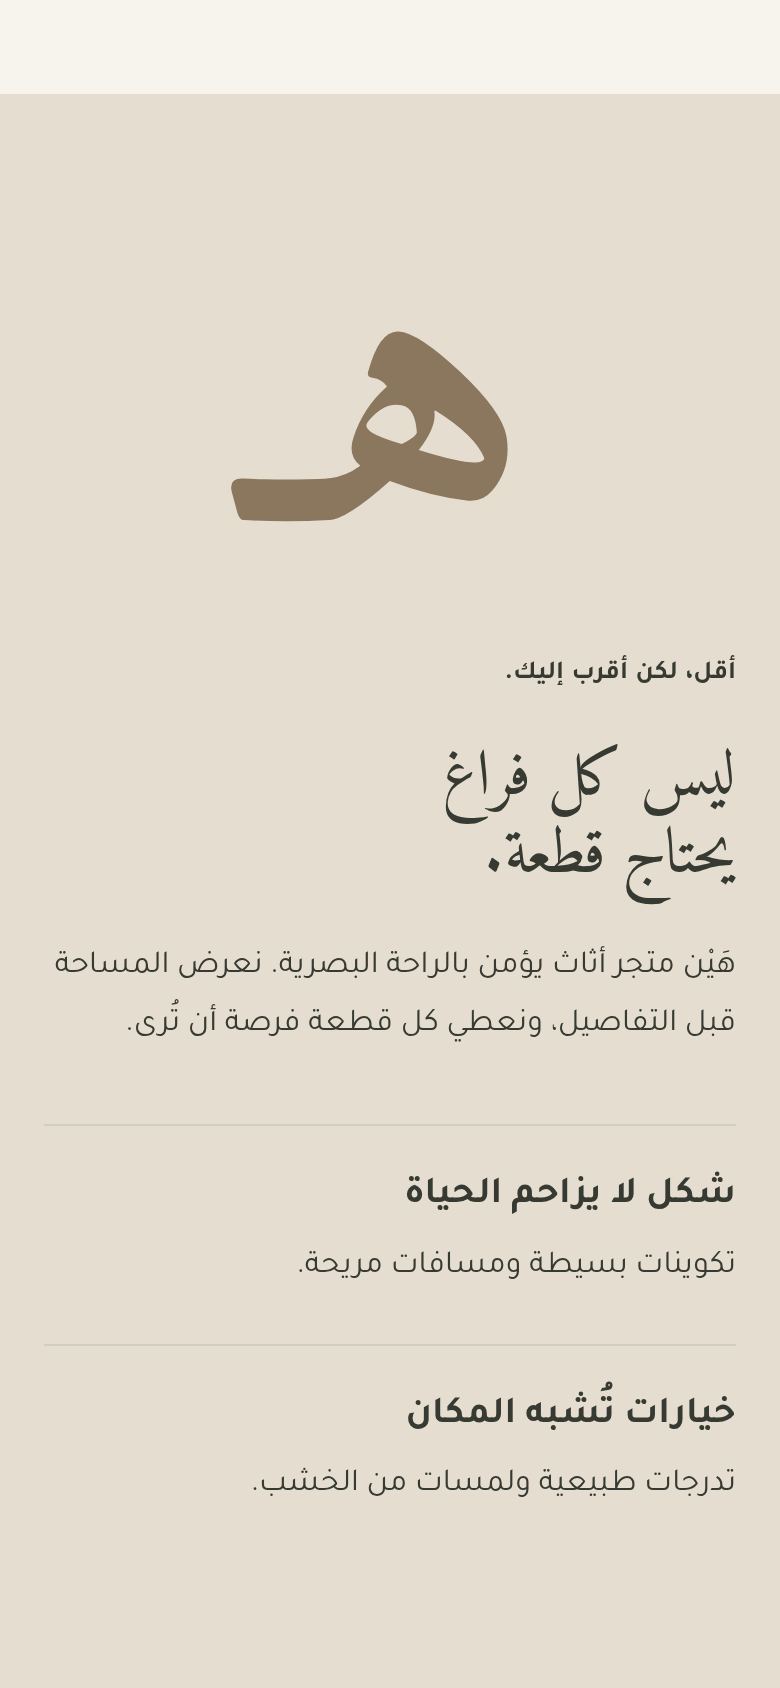 هـ
أقل، لكن أقرب إليك.
ليس كل فراغ
يحتاج قطعة.
هَيْن متجر أثاث يؤمن بالراحة البصرية. نعرض المساحة
قبل التفاصيل، ونعطي كل قطعة فرصة أن تُرى.
شكل لا يزاحم الحياة
تكوينات بسيطة ومسافات مريحة.
خيارات تُشبه المكان
تدرجات طبيعية ولمسات من الخشب.